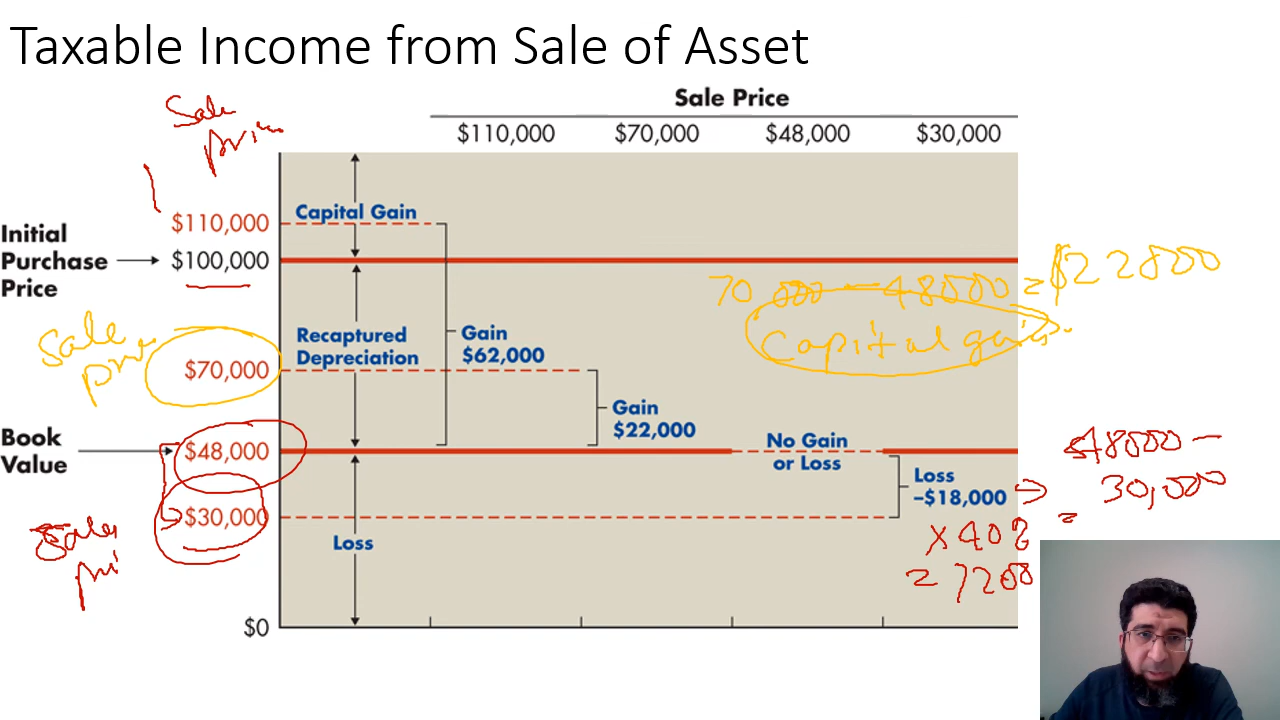 Taxable Income from Sale of Asset
Sale
price
Sale Price
$110,000 $70,000 $48,000 $30,000
Capital Gain
$110,000
Initial
Purchase
Price
$100,000
70 000 - 48000 = $22000
Capital gain
Sale
price
Recaptured
Depreciation
Gain
$62,000
$70,000
Gain
$22,000
Book
Value
$48,000
No Gain
or Loss
48000 -
30,000
Loss
-$18,000
=
$30,000
Sales
pri
Loss
x 40%
= 7200
$0